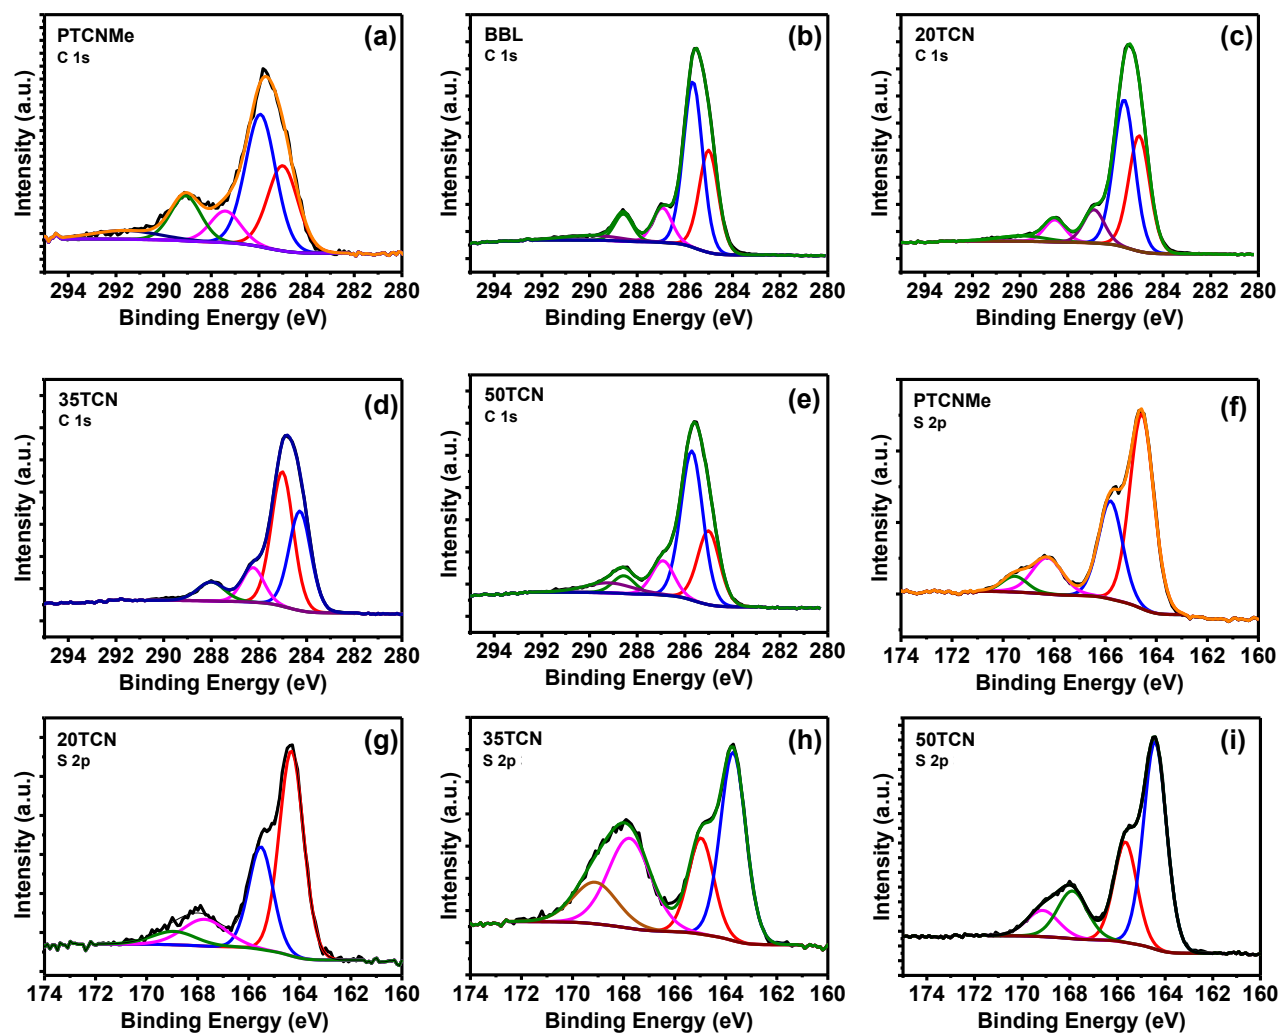 PTCNMe
C 1s
(a)
Intensity (a.u.)
294 292 290 288 286 284 282 280
Binding Energy (eV)
BBL
C 1s
(b)
Intensity (a.u.)
294 292 290 288 286 284 282 280
Binding Energy (eV)
20TCN
C 1s
(c)
Intensity (a.u.)
294 292 290 288 286 284 282 280
Binding Energy (eV)
35TCN
C 1s
(d)
Intensity (a.u.)
294 292 290 288 286 284 282 280
Binding Energy (eV)
50TCN
C 1s
(e)
Intensity (a.u.)
294 292 290 288 286 284 282 280
Binding Energy (eV)
PTCNMe
S 2p
(f)
Intensity (a.u.)
174 172 170 168 166 164 162 160
Binding Energy (eV)
20TCN
S 2p
(g)
Intensity (a.u.)
174 172 170 168 166 164 162 160
Binding Energy (eV)
35TCN
S 2p
(h)
Intensity (a.u.)
174 172 170 168 166 164 162 160
Binding Energy (eV)
50TCN
S 2p
(i)
Intensity (a.u.)
174 172 170 168 166 164 162 160
Binding Energy (eV)